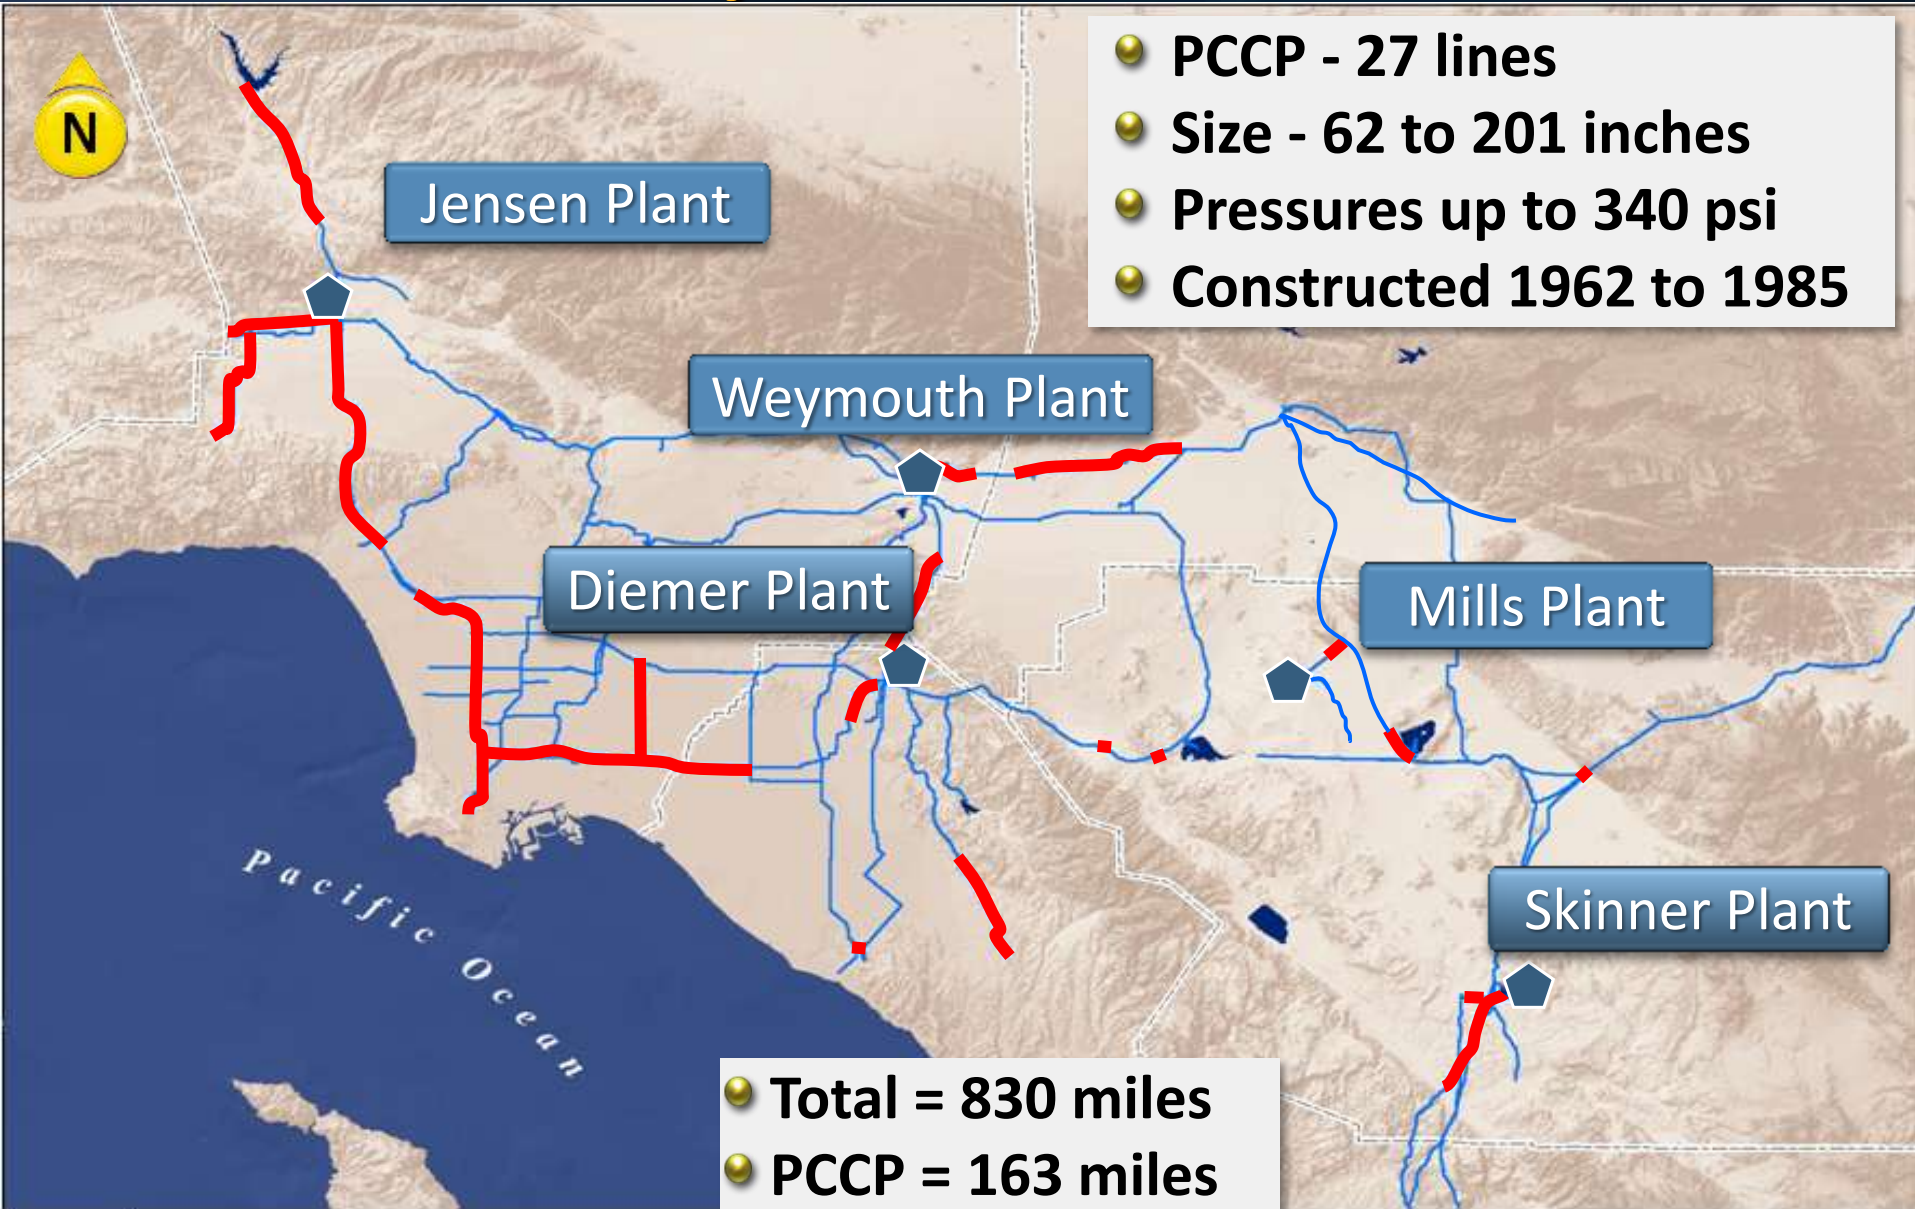 PCCP - 27 lines
Size - 62 to 201 inches
Pressures up to 340 psi
Constructed 1962 to 1985
N
Jensen Plant
Weymouth Plant
Diemer Plant
Mills Plant
Skinner Plant
Pacific Ocean
Total = 830 miles
PCCP = 163 miles